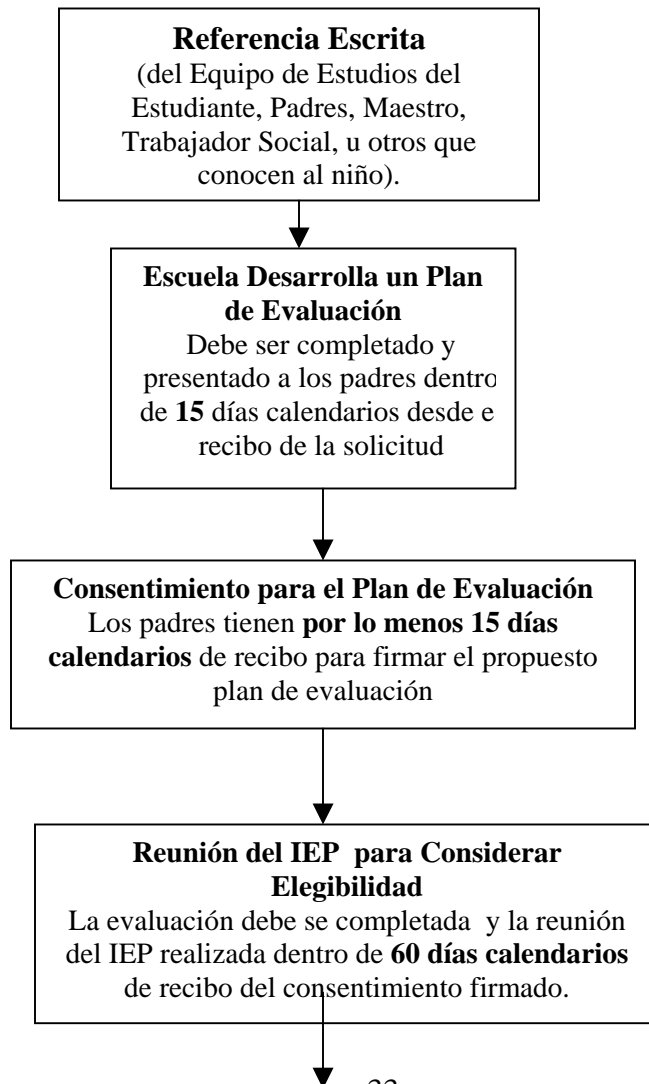 Referencia Escrita
(del Equipo de Estudios del
Estudiante, Padres, Maestro,
Trabajador Social, u otros que
conocen al niño).
Escuela Desarrolla un Plan
de Evaluación
Debe ser completado y
presentado a los padres dentro
de 15 días calendarios desde e
recibo de la solicitud
Consentimiento para el Plan de Evaluación
Los padres tienen por lo menos 15 días
calendarios de recibo para firmar el propuesto
plan de evaluación
Reunión del IEP para Considerar
Elegibilidad
La evaluación debe se completada y la reunión
del IEP realizada dentro de 60 días calendarios
de recibo del consentimiento firmado.